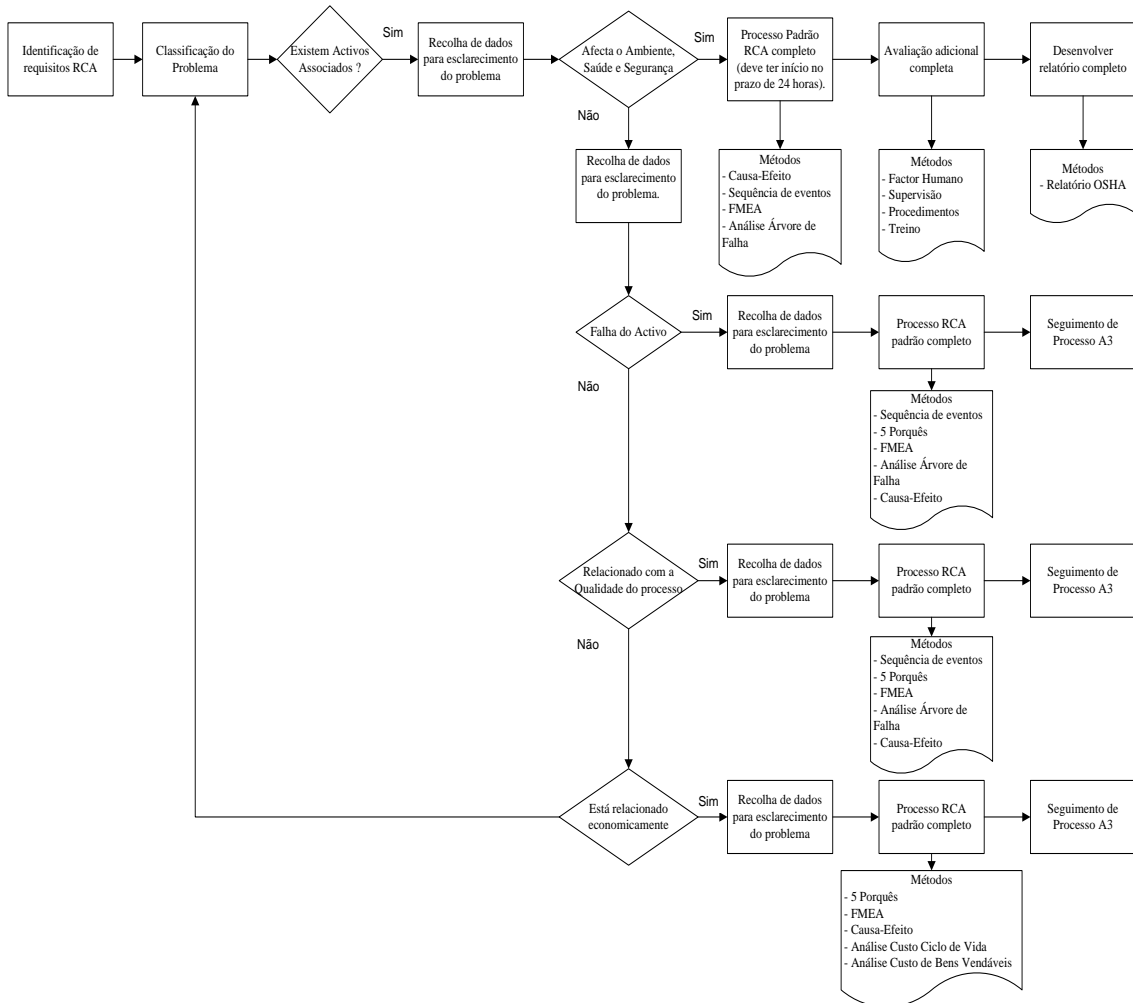 Identificação de
requisitos RCA
Classificação do
Problema
Existem Activos
Associados ?
Sim
Recolha de dados
para esclarecimento
do problema
Afecta o Ambiente,
Saúde e Segurança
Sim
Processo Padrão
RCA completo
(deve ter início no
prazo de 24 horas).
Avaliação adicional
completa
Desenvolver
relatório completo
Não
Recolha de dados
para esclarecimento
do problema.
Métodos
- Causa-Efeito
- Sequência de eventos
- FMEA
- Análise Árvore de
Falha
Métodos
- Factor Humano
- Supervisão
- Procedimentos
- Treino
Métodos
- Relatório OSHA
Falha do Activo
Sim
Recolha de dados
para esclarecimento
do problema
Processo RCA
padrão completo
Seguimento de
Processo A3
Não
Métodos
- Sequência de eventos
- 5 Porquês
- FMEA
- Análise Árvore de
Falha
- Causa-Efeito
Relacionado com a
Qualidade do processo
Sim
Recolha de dados
para esclarecimento
do problema
Processo RCA
padrão completo
Seguimento de
Processo A3
Não
Métodos
- Sequência de eventos
- 5 Porquês
- FMEA
- Análise Árvore de
Falha
- Causa-Efeito
Está relacionado
economicamente
Sim
Recolha de dados
para esclarecimento
do problema
Processo RCA
padrão completo
Seguimento de
Processo A3
Métodos
- 5 Porquês
- FMEA
- Causa-Efeito
- Análise Custo Ciclo de Vida
- Análise Custo de Bens Vendáveis